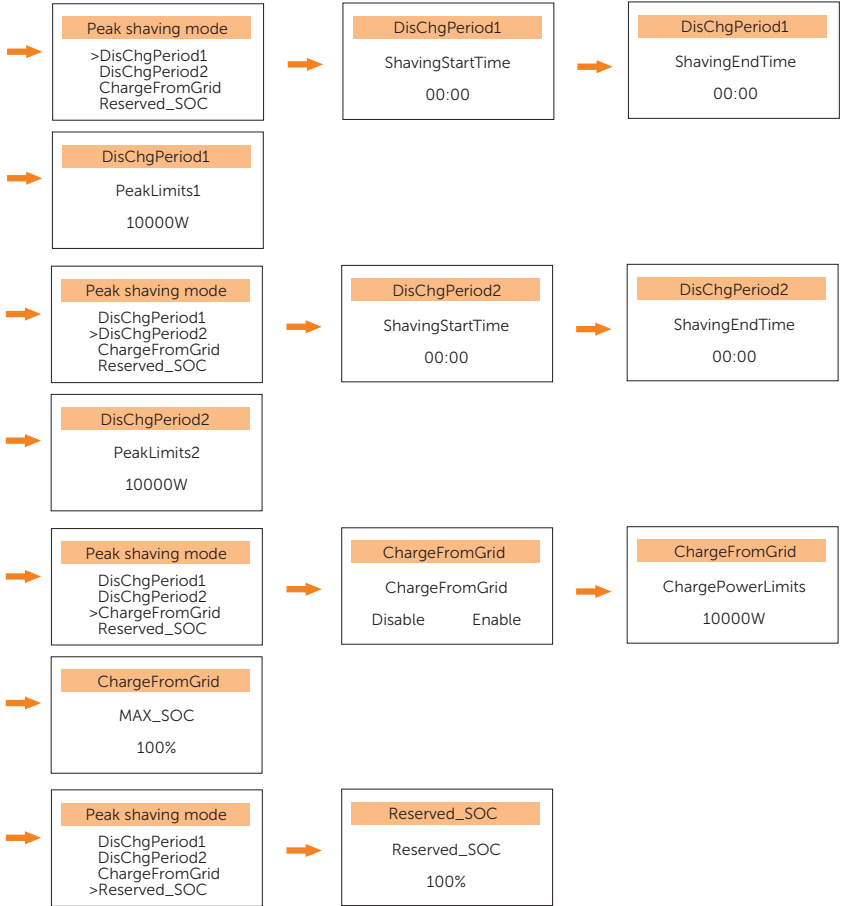 Peak shaving mode
>DisChgPeriod1
DisChgPeriod2
ChargeFromGrid
Reserved_SOC
DisChgPeriod1
ShavingStartTime
00:00
DisChgPeriod1
ShavingEndTime
00:00
DisChgPeriod1
PeakLimits1
10000W
Peak shaving mode
DisChgPeriod1
>DisChgPeriod2
ChargeFromGrid
Reserved_SOC
DisChgPeriod2
ShavingStartTime
00:00
DisChgPeriod2
ShavingEndTime
00:00
DisChgPeriod2
PeakLimits2
10000W
Peak shaving mode
DisChgPeriod1
DisChgPeriod2
>ChargeFromGrid
Reserved_SOC
ChargeFromGrid
ChargeFromGrid
Disable Enable
ChargeFromGrid
ChargePowerLimits
10000W
ChargeFromGrid
MAX_SOC
100%
Peak shaving mode
DisChgPeriod1
DisChgPeriod2
ChargeFromGrid
>Reserved_SOC
Reserved_SOC
Reserved_SOC
100%